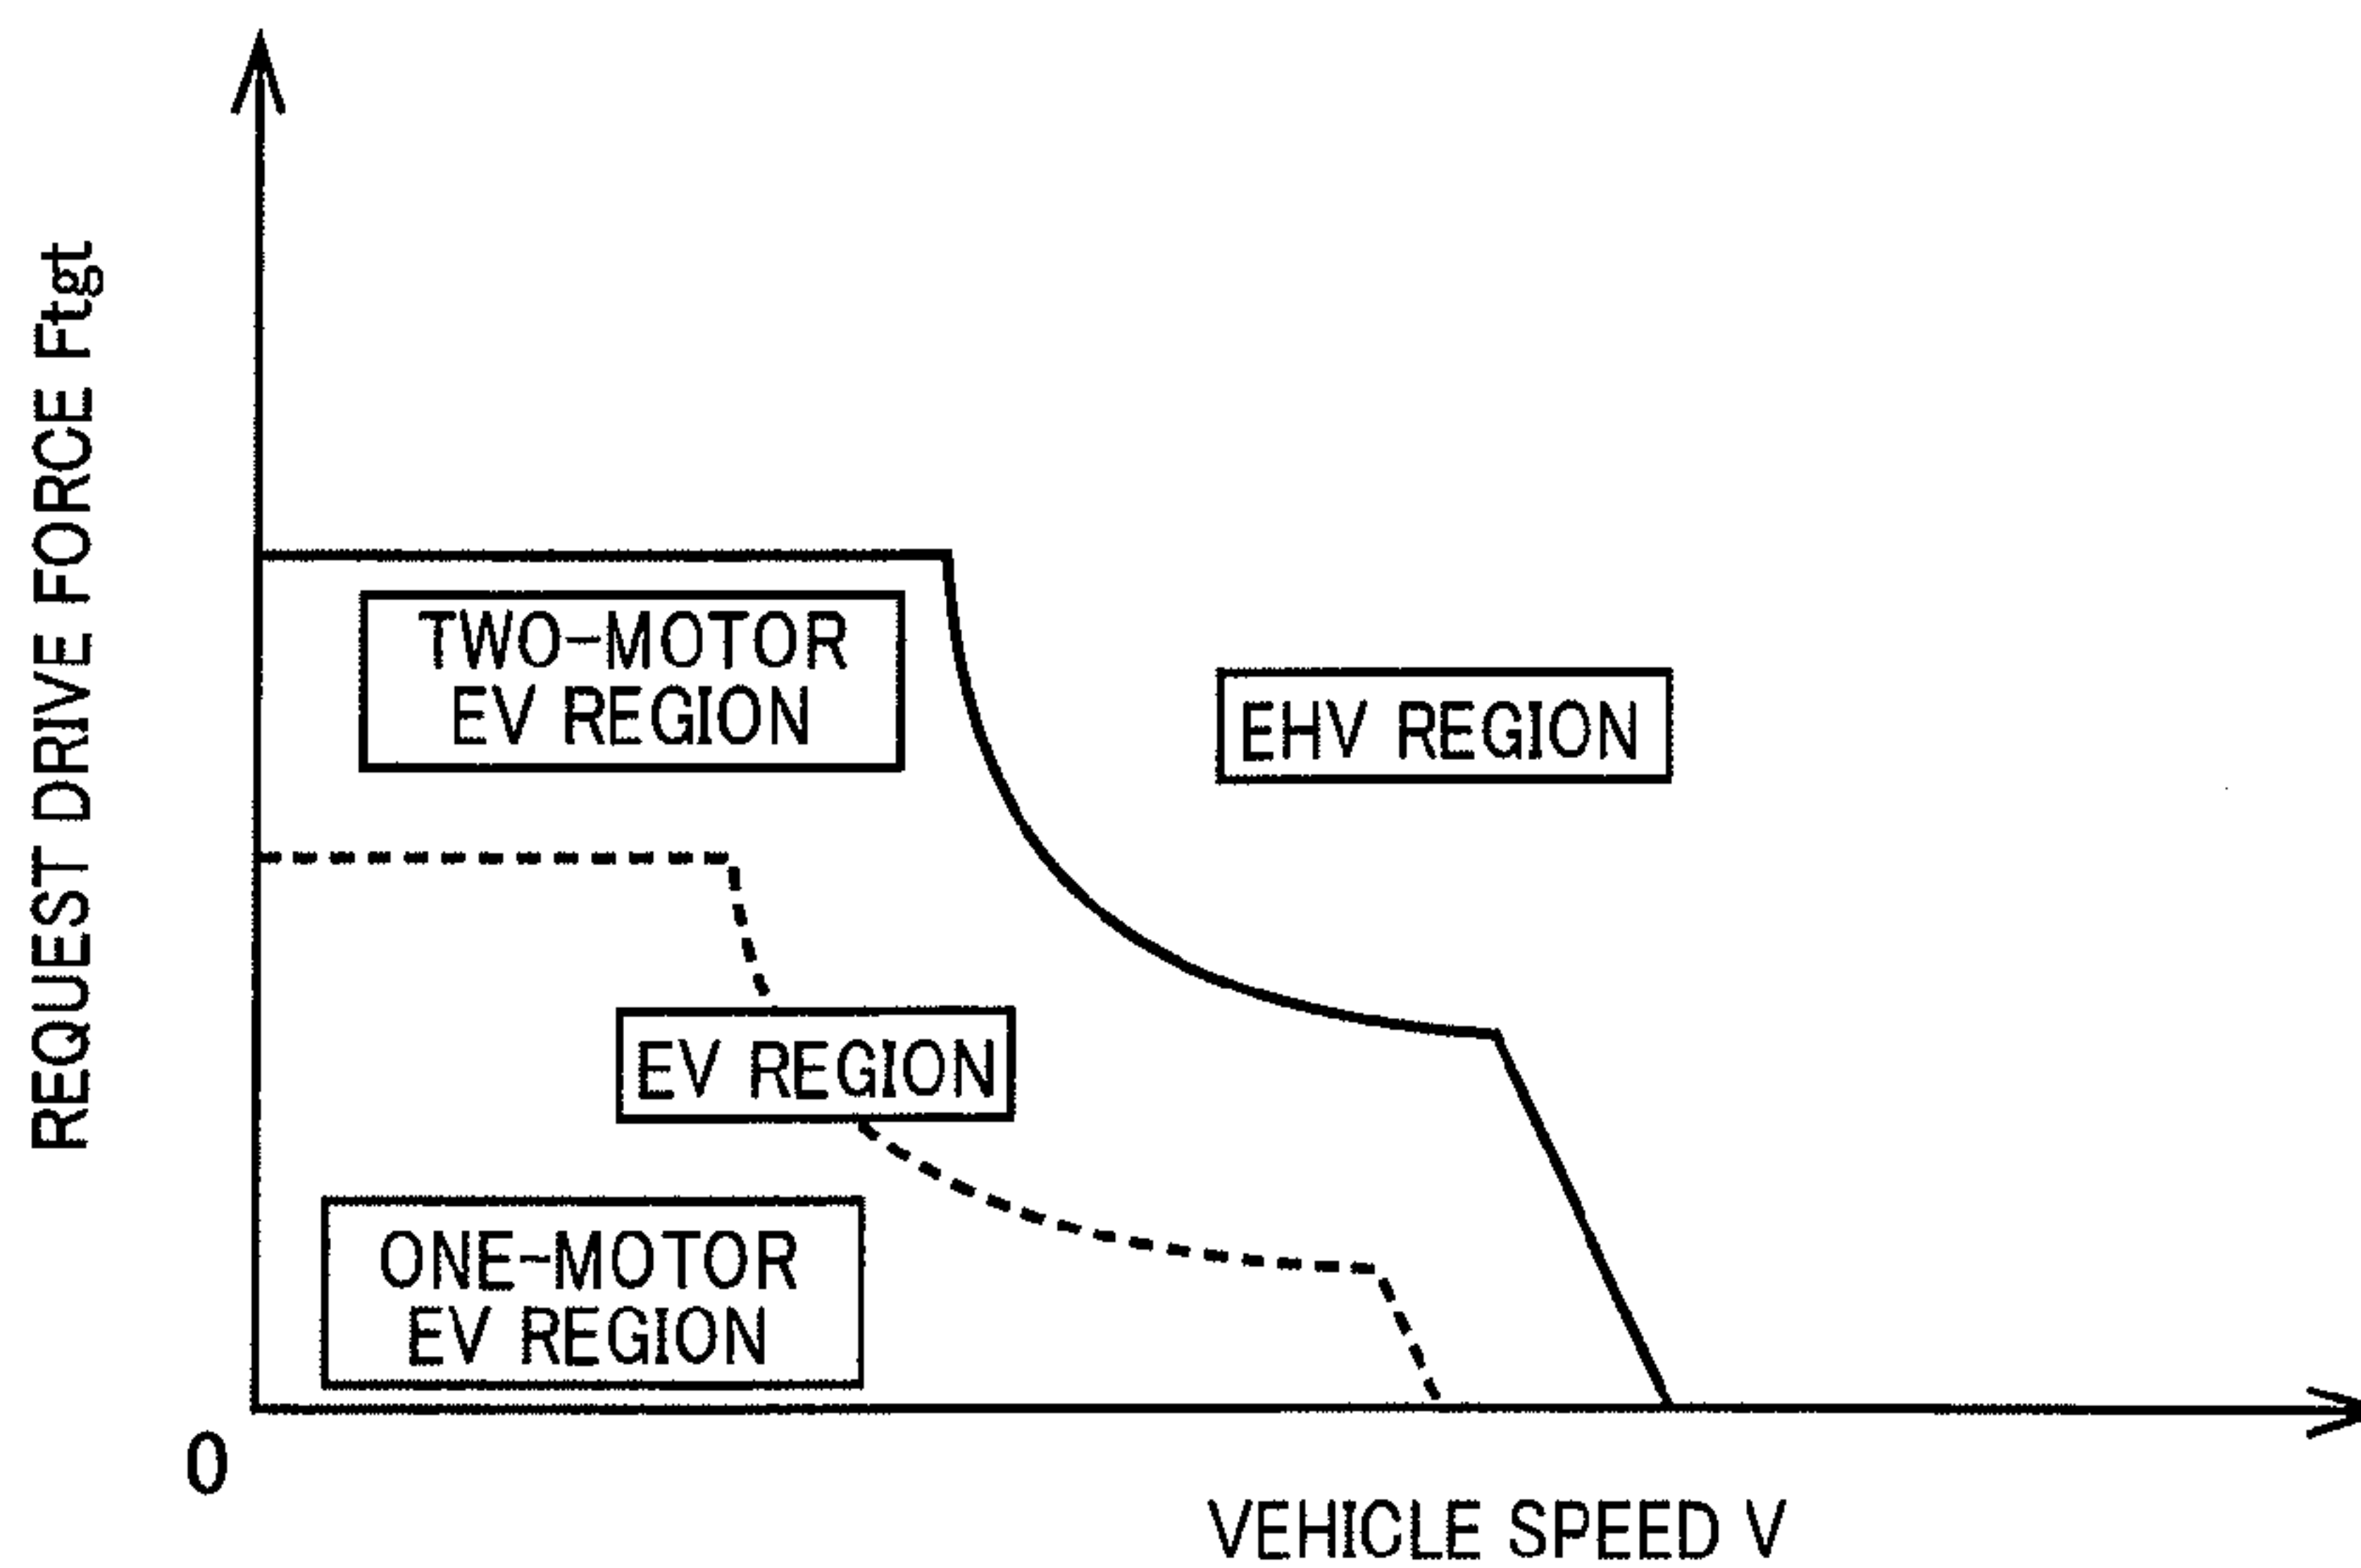 REQUEST DRIVE FORCE Ftgt
TWO-MOTOR
EV REGION
EHV REGION
EV REGION
ONE-MOTOR
EV REGION
0
VEHICLE SPEED V